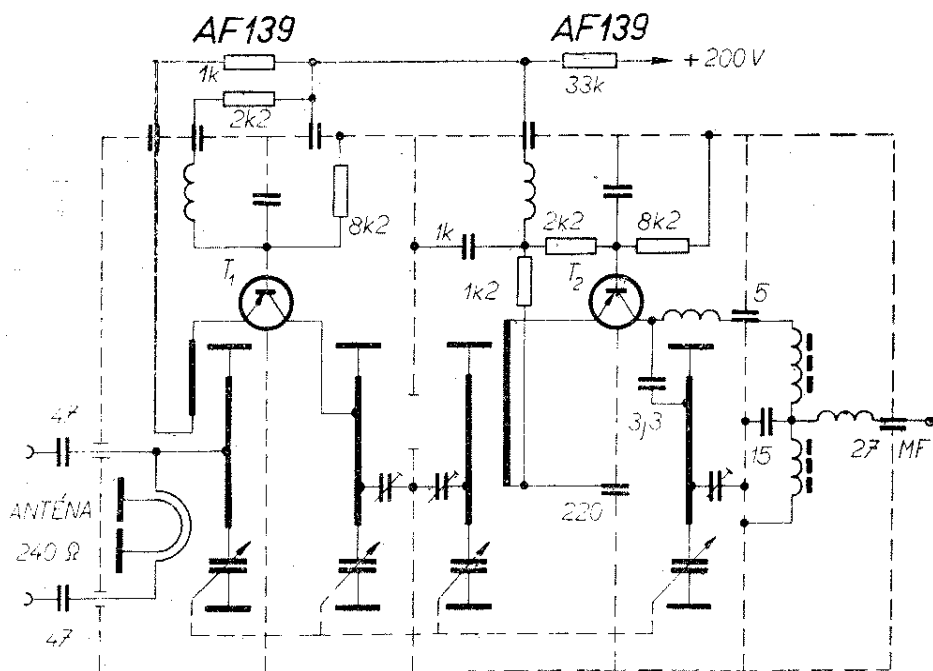 AF139
AF139
1k
33k
+200V
2k2
8k2
1k
2k2
8k2
T1
1k2
T2
5
47
3,3
15
27
MF
ANTÉNA
240 Ω
220
47